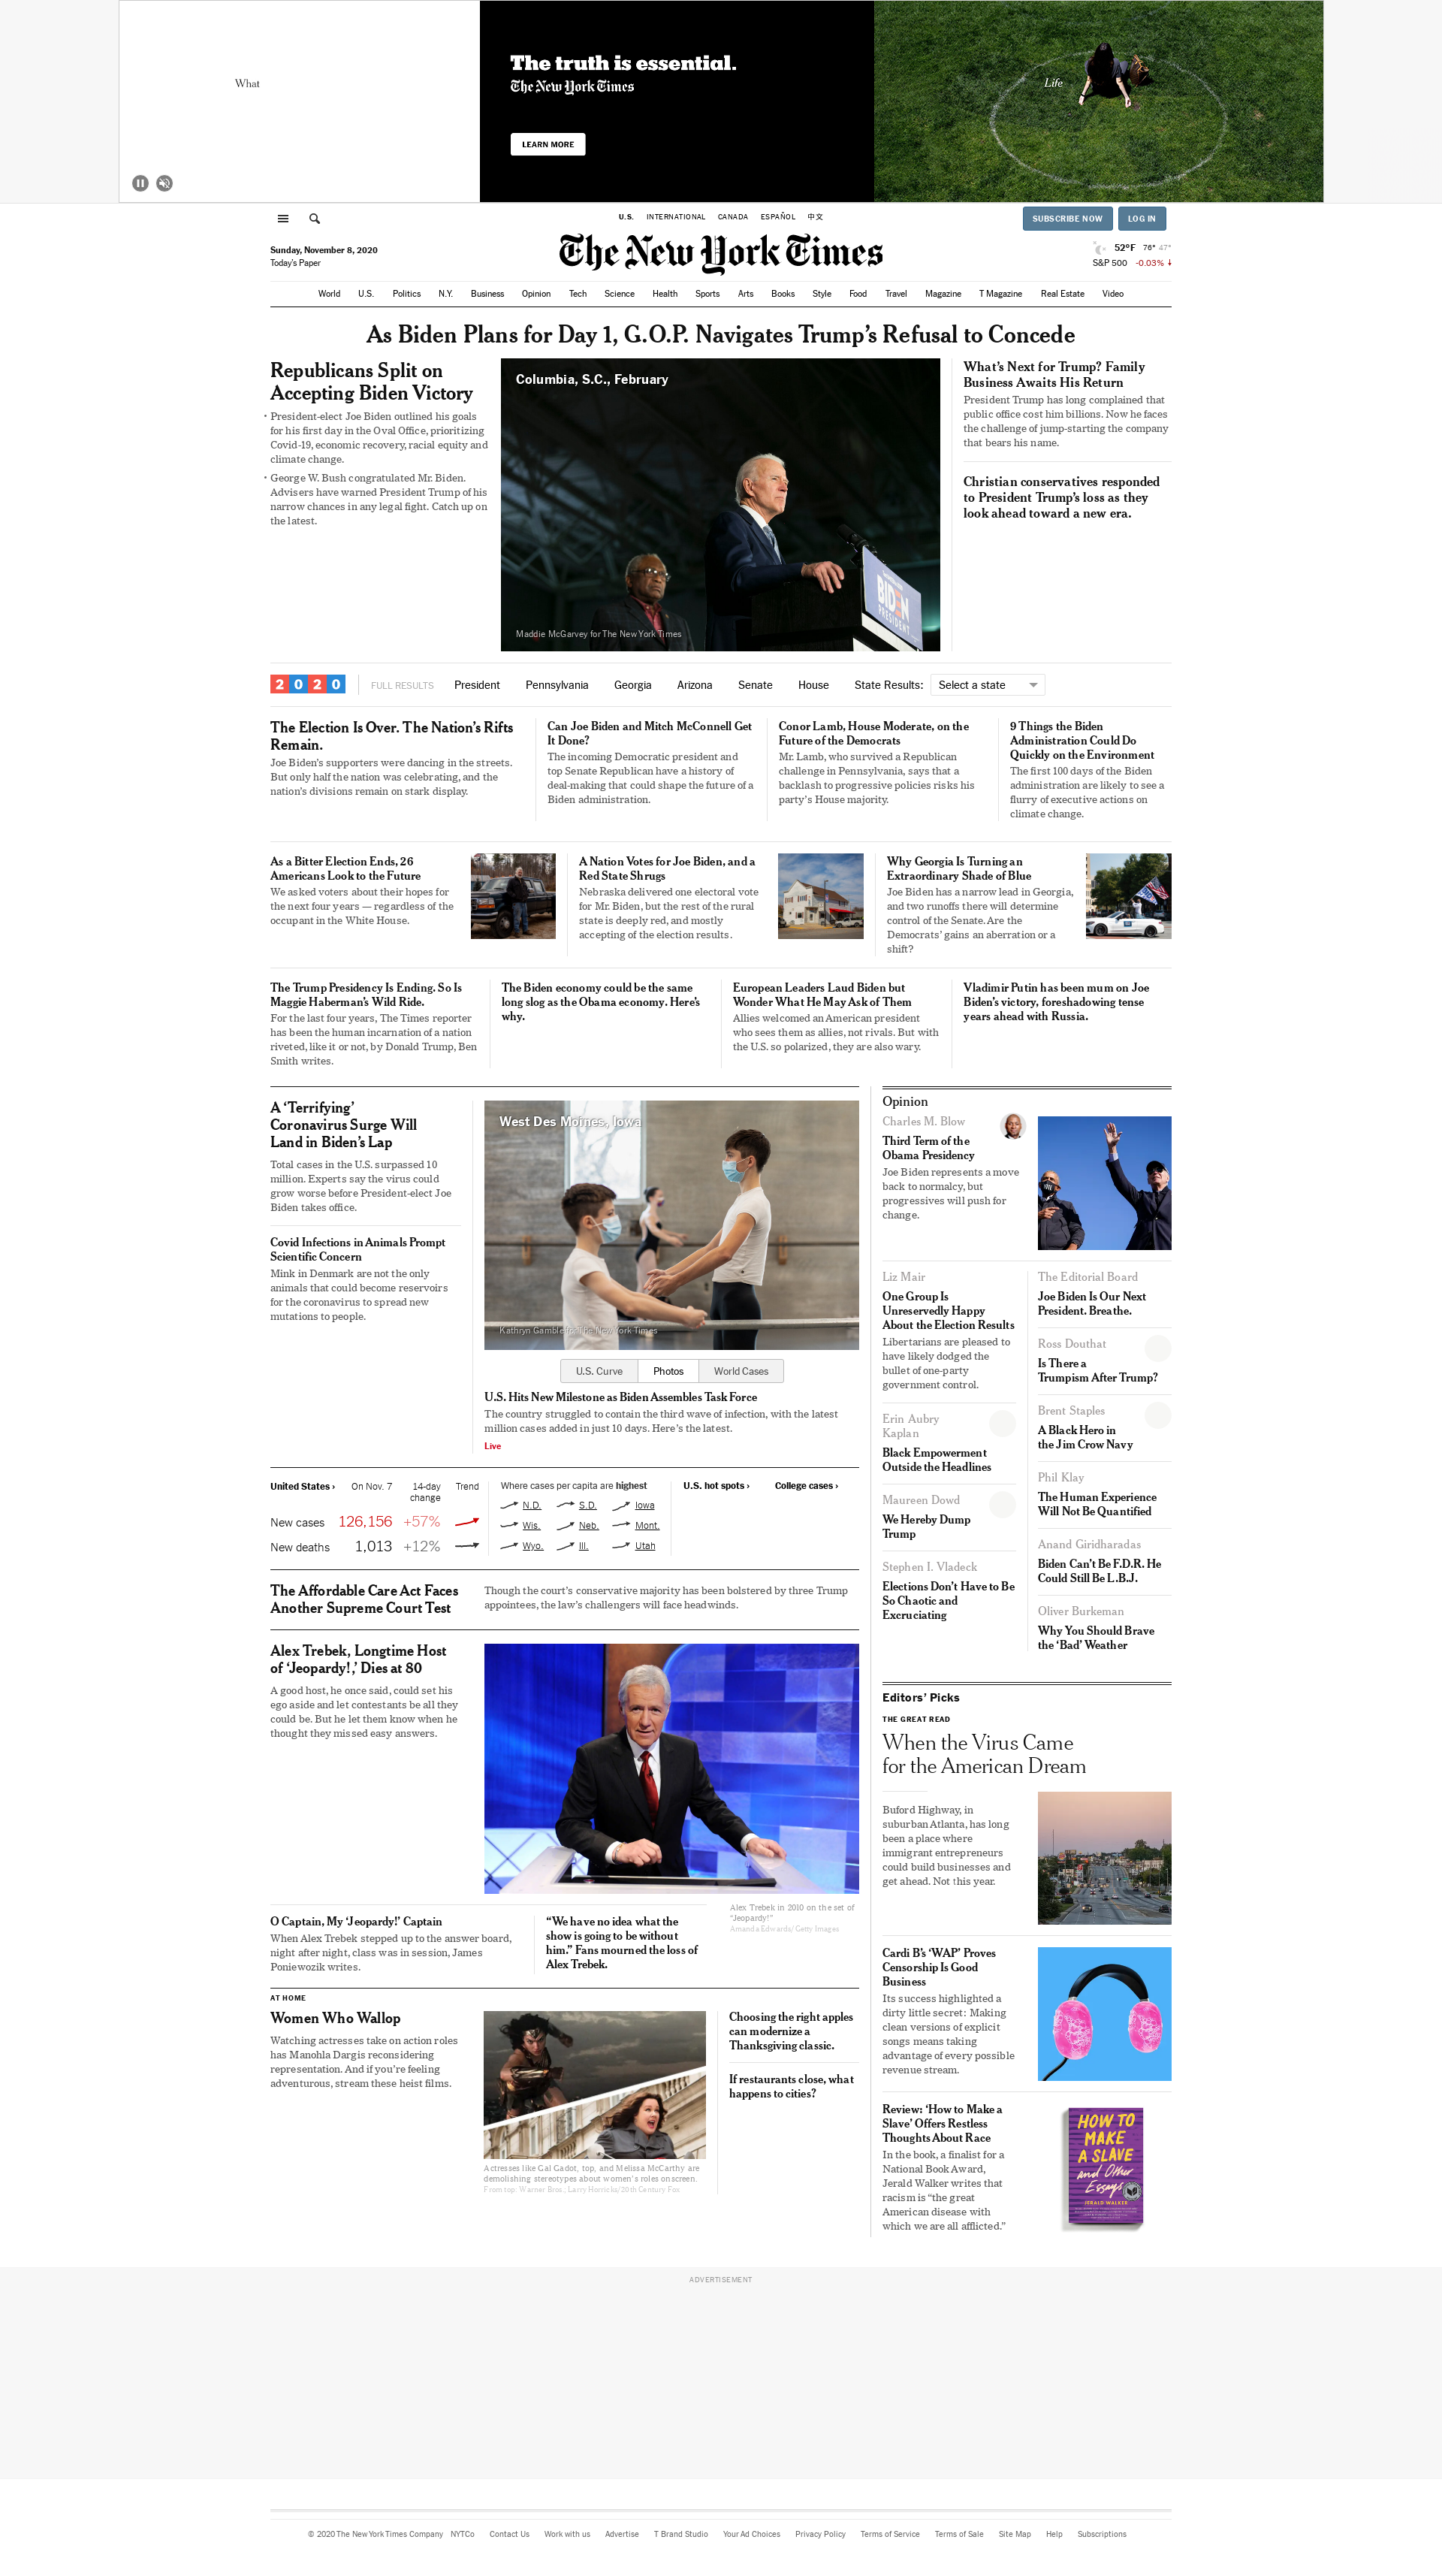 What
The truth is essential.
The New York Times
LEARN MORE
Life
U.S. INTERNATIONAL CANADA ESPAÑOL 中文
SUBSCRIBE NOW LOG IN
Sunday, November 8, 2020
Today's Paper
The New York Times
52°F 76° 47°
S&P 500 -0.03%
World U.S. Politics N.Y. Business Opinion Tech Science Health Sports Arts Books Style Food Travel Magazine T Magazine Real Estate Video
As Biden Plans for Day 1, G.O.P. Navigates Trump's Refusal to Concede
Republicans Split on
Accepting Biden Victory
• President-elect Joe Biden outlined his goals
for his first day in the Oval Office, prioritizing
Covid-19, economic recovery, racial equity and
climate change.
• George W. Bush congratulated Mr. Biden.
Advisers have warned President Trump of his
narrow chances in any legal fight. Catch up on
the latest.
Columbia, S.C., February
BIDEN
PRESIDENT
Maddie McGarvey for The New York Times
What's Next for Trump? Family
Business Awaits His Return
President Trump has long complained that
public office cost him billions. Now he faces
the challenge of jump-starting the company
that bears his name.
Christian conservatives responded
to President Trump's loss as they
look ahead toward a new era.
2020 FULL RESULTS President Pennsylvania Georgia Arizona Senate House State Results: Select a state
The Election Is Over. The Nation's Rifts
Remain.
Joe Biden's supporters were dancing in the streets.
But only half the nation was celebrating, and the
nation's divisions remain on stark display.
Can Joe Biden and Mitch McConnell Get
It Done?
The incoming Democratic president and
top Senate Republican have a history of
deal-making that could shape the future of a
Biden administration.
Conor Lamb, House Moderate, on the
Future of the Democrats
Mr. Lamb, who survived a Republican
challenge in Pennsylvania, says that a
backlash to progressive policies risks his
party's House majority.
9 Things the Biden
Administration Could Do
Quickly on the Environment
The first 100 days of the Biden
administration are likely to see a
flurry of executive actions on
climate change.
As a Bitter Election Ends, 26
Americans Look to the Future
We asked voters about their hopes for
the next four years — regardless of the
occupant in the White House.
A Nation Votes for Joe Biden, and a
Red State Shrugs
Nebraska delivered one electoral vote
for Mr. Biden, but the rest of the rural
state is deeply red, and mostly
accepting of the election results.
Why Georgia Is Turning an
Extraordinary Shade of Blue
Joe Biden has a narrow lead in Georgia,
and two runoffs there will determine
control of the Senate. Are the
Democrats' gains an aberration or a
shift?
The Trump Presidency Is Ending. So Is
Maggie Haberman's Wild Ride.
For the last four years, The Times reporter
has been the human incarnation of a nation
riveted, like it or not, by Donald Trump, Ben
Smith writes.
The Biden economy could be the same
long slog as the Obama economy. Here's
why.
European Leaders Laud Biden but
Wonder What He May Ask of Them
Allies welcomed an American president
who sees them as allies, not rivals. But with
the U.S. so polarized, they are also wary.
Vladimir Putin has been mum on Joe
Biden's victory, foreshadowing tense
years ahead with Russia.
A 'Terrifying'
Coronavirus Surge Will
Land in Biden's Lap
Total cases in the U.S. surpassed 10
million. Experts say the virus could
grow worse before President-elect Joe
Biden takes office.
Covid Infections in Animals Prompt
Scientific Concern
Mink in Denmark are not the only
animals that could become reservoirs
for the coronavirus to spread new
mutations to people.
West Des Moines, Iowa
Kathryn Gamble for The New York Times
U.S. Curve Photos World Cases
U.S. Hits New Milestone as Biden Assembles Task Force
The country struggled to contain the third wave of infection, with the latest
million cases added in just 10 days. Here's the latest.
Live
United States › On Nov. 7 14-day
change Trend
New cases 126,156 +57%
New deaths 1,013 +12%
Where cases per capita are highest
N.D. S.D. Iowa
Wis. Neb. Mont.
Wyo. Ill. Utah
U.S. hot spots › College cases ›
The Affordable Care Act Faces
Another Supreme Court Test
Though the court's conservative majority has been bolstered by three Trump
appointees, the law's challengers will face headwinds.
Alex Trebek, Longtime Host
of 'Jeopardy!,' Dies at 80
A good host, he once said, could set his
ego aside and let contestants be all they
could be. But he let them know when he
thought they missed easy answers.
Alex Trebek in 2010 on the set of
"Jeopardy!"
Amanda Edwards/Getty Images
O Captain, My 'Jeopardy!' Captain
When Alex Trebek stepped up to the answer board,
night after night, class was in session, James
Poniewozik writes.
"We have no idea what the
show is going to be without
him." Fans mourned the loss of
Alex Trebek.
AT HOME
Women Who Wallop
Watching actresses take on action roles
has Manohla Dargis reconsidering
representation. And if you're feeling
adventurous, stream these heist films.
Actresses like Gal Gadot, top, and Melissa McCarthy are
demolishing stereotypes about women's roles onscreen.
From top: Warner Bros.; Larry Horricks/20th Century Fox
Choosing the right apples
can modernize a
Thanksgiving classic.
If restaurants close, what
happens to cities?
Opinion
Charles M. Blow
Third Term of the
Obama Presidency
Joe Biden represents a move
back to normalcy, but
progressives will push for
change.
Liz Mair
One Group Is
Unreservedly Happy
About the Election Results
Libertarians are pleased to
have likely dodged the
bullet of one-party
government control.
Erin Aubry
Kaplan
Black Empowerment
Outside the Headlines
Maureen Dowd
We Hereby Dump
Trump
Stephen I. Vladeck
Elections Don't Have to Be
So Chaotic and
Excruciating
The Editorial Board
Joe Biden Is Our Next
President. Breathe.
Ross Douthat
Is There a
Trumpism After Trump?
Brent Staples
A Black Hero in
the Jim Crow Navy
Phil Klay
The Human Experience
Will Not Be Quantified
Anand Giridharadas
Biden Can't Be F.D.R. He
Could Still Be L.B.J.
Oliver Burkeman
Why You Should Brave
the 'Bad' Weather
Editors' Picks
THE GREAT READ
When the Virus Came
for the American Dream
Buford Highway, in
suburban Atlanta, has long
been a place where
immigrant entrepreneurs
could build businesses and
get ahead. Not this year.
Cardi B's 'WAP' Proves
Censorship Is Good
Business
Its success highlighted a
dirty little secret: Making
clean versions of explicit
songs means taking
advantage of every possible
revenue stream.
Review: 'How to Make a
Slave' Offers Restless
Thoughts About Race
In the book, a finalist for a
National Book Award,
Jerald Walker writes that
racism is "the great
American disease with
which we are all afflicted."
HOW TO
MAKE
A SLAVE
and Other
Essays
JERALD WALKER
ADVERTISEMENT
© 2020 The New York Times Company NYTCo Contact Us Work with us Advertise T Brand Studio Your Ad Choices Privacy Policy Terms of Service Terms of Sale Site Map Help Subscriptions